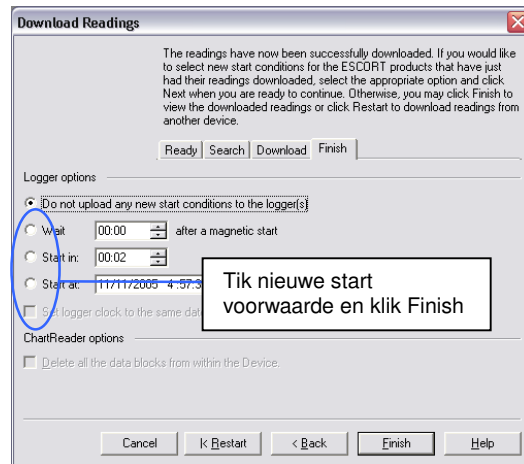 Download Readings
The readings have now been successfully downloaded. If you would like
to select new start conditions for the ESCORT products that have just
had their readings downloaded, select the appropriate option and click
Next when you are ready to continue. Otherwise, you may click Finish to
view the downloaded readings or click Restart to download readings from
another device.
Ready Search Download Finish
Logger options
Do not upload any new start conditions to the logger(s)
Wait 00:00 after a magnetic start
Start in: 00:02
Start at: 11/11/2005 4:57:3
Tik nieuwe start
voorwaarde en klik Finish
Set logger clock to the same dat
ChartReader options
Delete all the data blocks from within the Device.
Cancel |< Restart < Back Finish Help